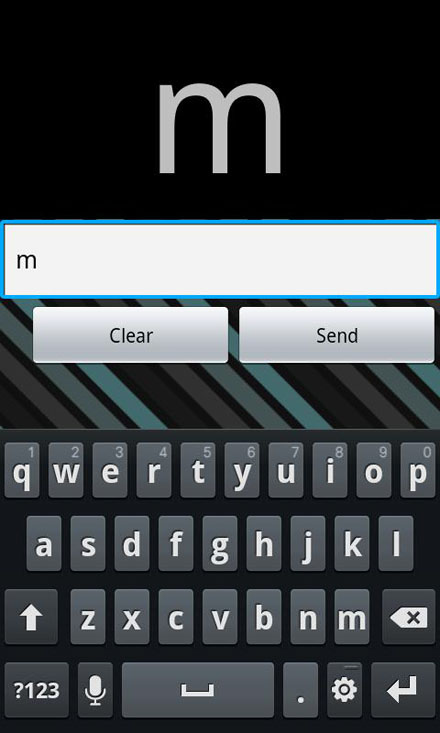 m
m
Clear Send
1 2 3 4 5 6 7 8 9 0
q w e r t y u i o p
a s d f g h j k l
z x c v b n m
?123 .